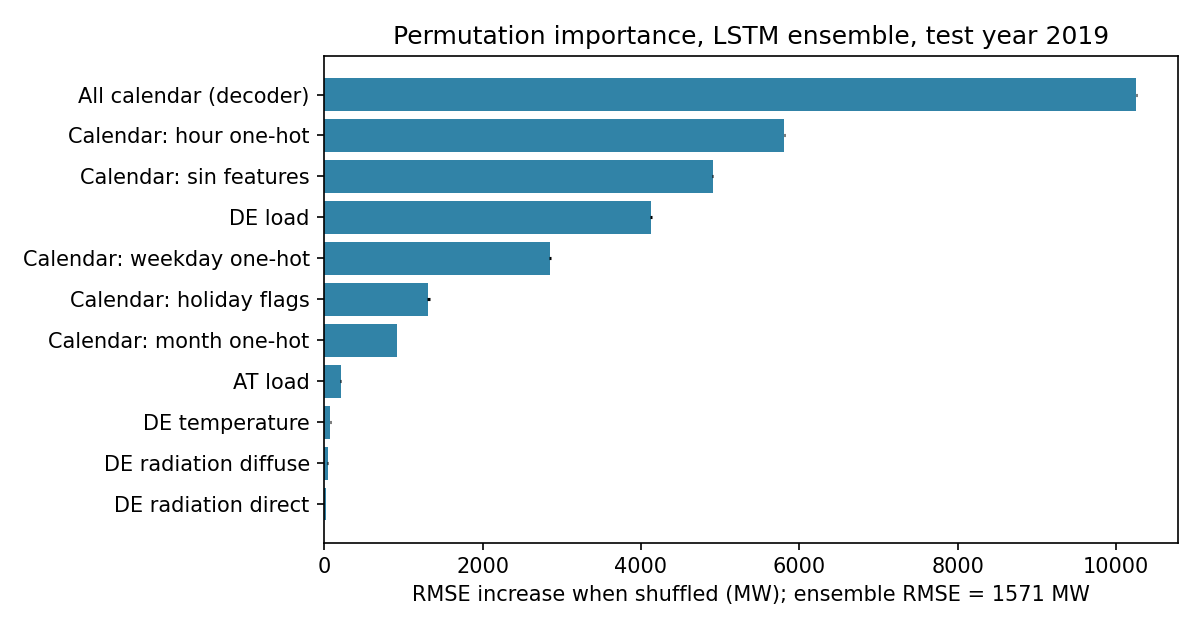 Permutation importance, LSTM ensemble, test year 2019
All calendar (decoder)
Calendar: hour one-hot
Calendar: sin features
DE load
Calendar: weekday one-hot
Calendar: holiday flags
Calendar: month one-hot
AT load
DE temperature
DE radiation diffuse
DE radiation direct
0 2000 4000 6000 8000 10000
RMSE increase when shuffled (MW); ensemble RMSE = 1571 MW